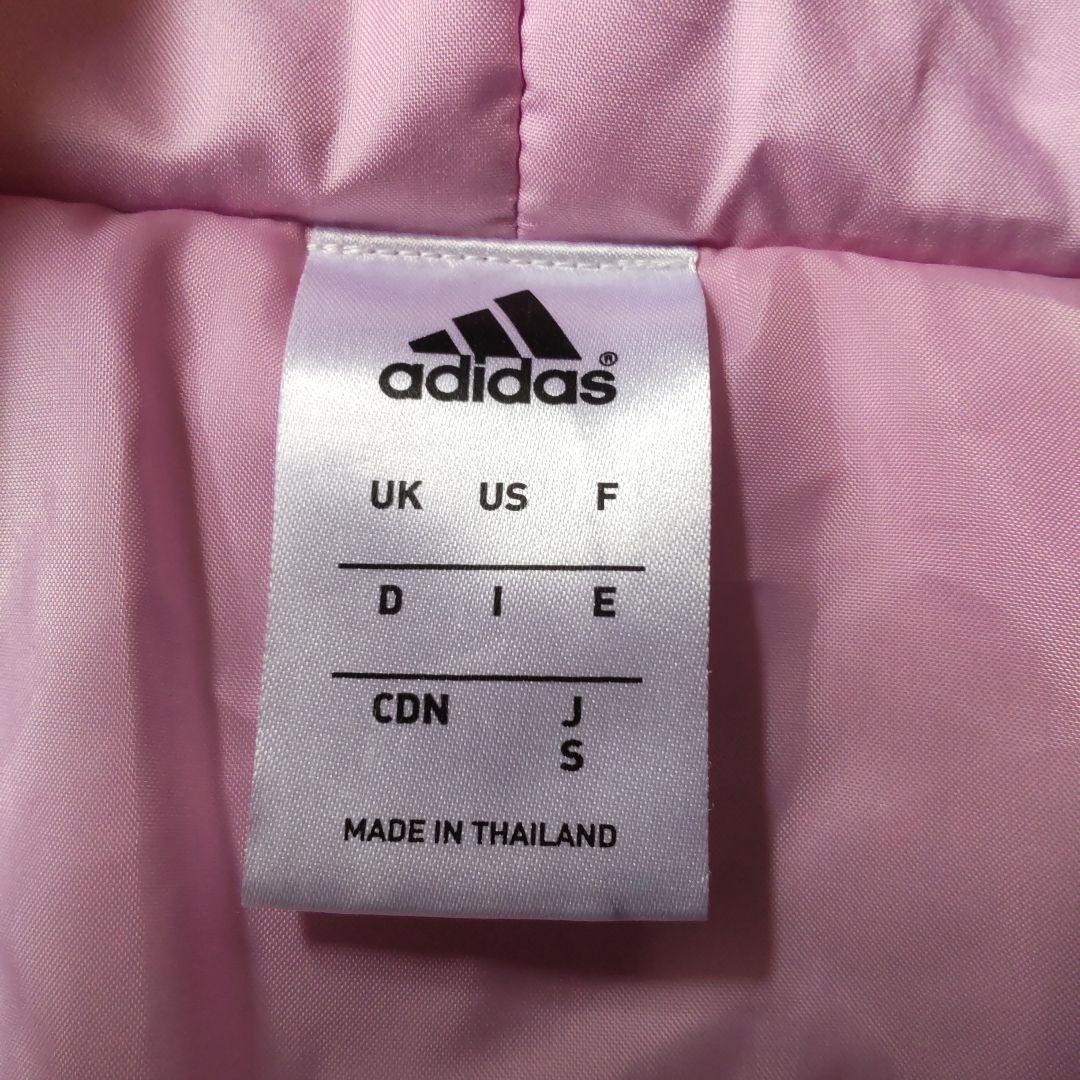 adidas®
UK US F
D I E
CDN J
S
MADE IN THAILAND